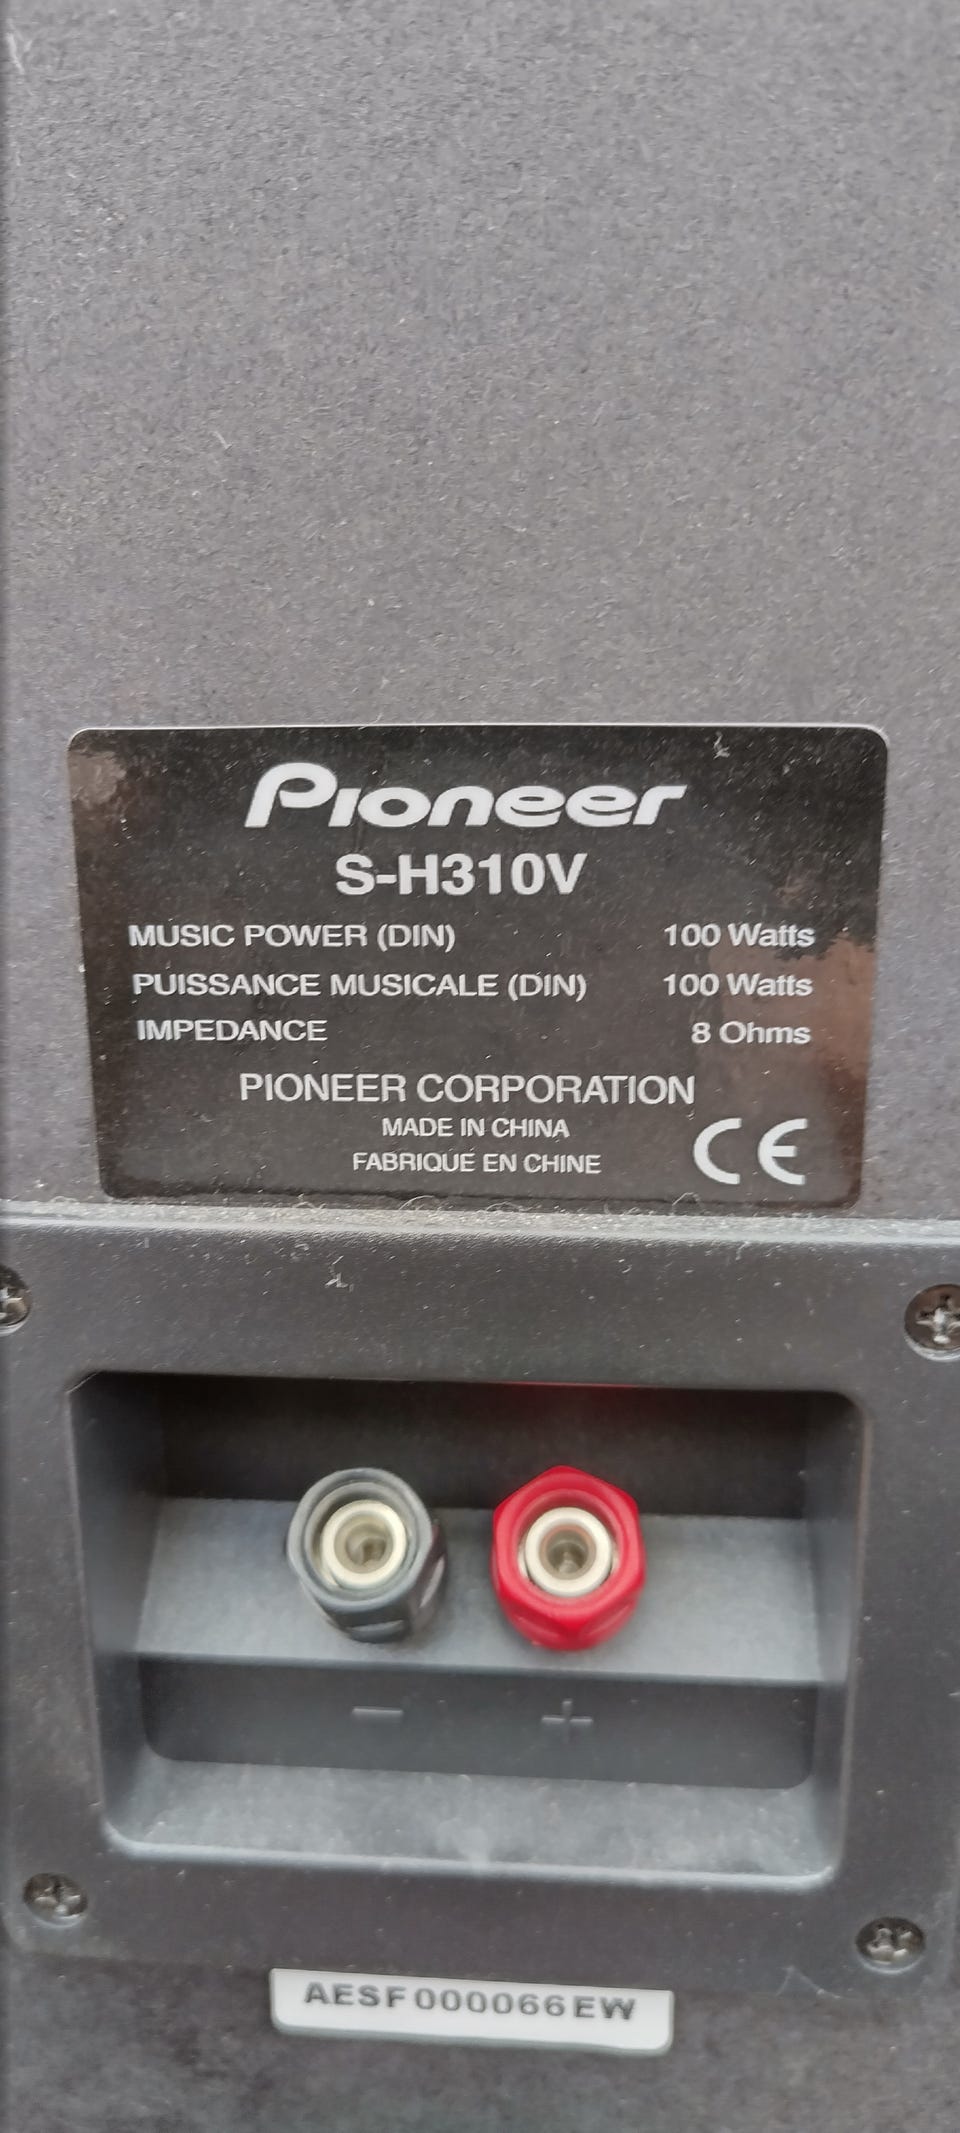 Pioneer
S-H310V
MUSIC POWER (DIN) 100 Watts
PUISSANCE MUSICALE (DIN) 100 Watts
IMPEDANCE 8 Ohms
PIONEER CORPORATION
MADE IN CHINA
FABRIQUE EN CHINE
CE
− +
AESF000066EW